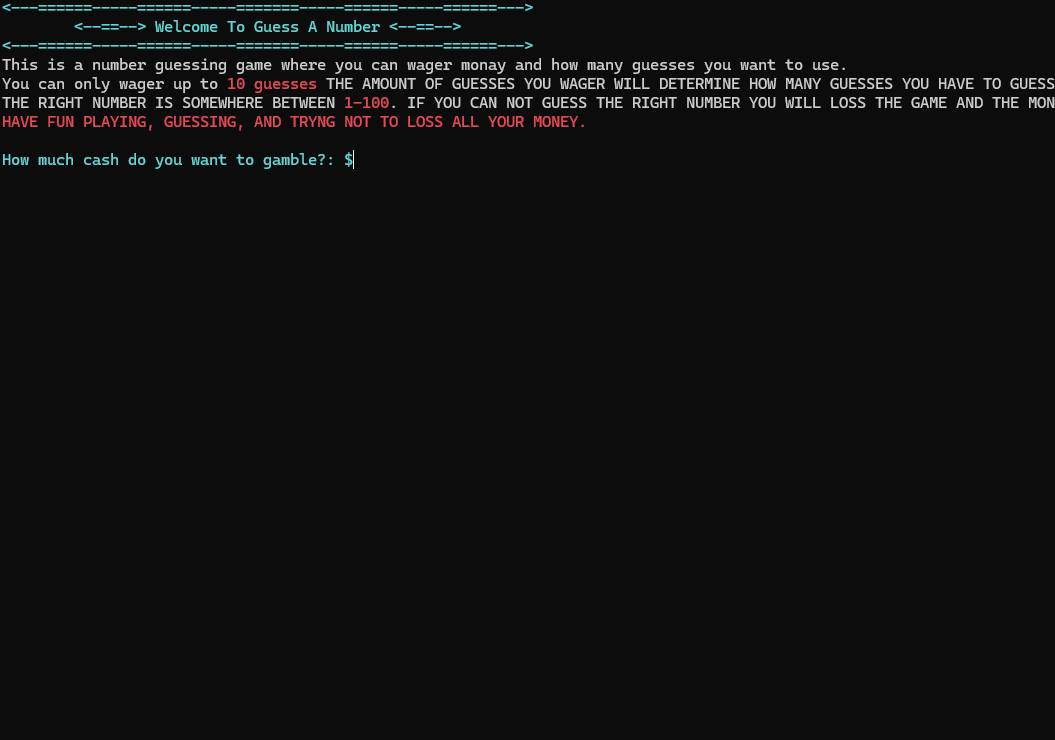 <---======-----======-----=======-----======-----======--->
<--==--> Welcome To Guess A Number <--==-->
<---======-----======-----=======-----======-----======--->
This is a number guessing game where you can wager monay and how many guesses you want to use.
You can only wager up to 10 guesses THE AMOUNT OF GUESSES YOU WAGER WILL DETERMINE HOW MANY GUESSES YOU HAVE TO GUESS
THE RIGHT NUMBER IS SOMEWHERE BETWEEN 1-100. IF YOU CAN NOT GUESS THE RIGHT NUMBER YOU WILL LOSS THE GAME AND THE MON
HAVE FUN PLAYING, GUESSING, AND TRYNG NOT TO LOSS ALL YOUR MONEY.
How much cash do you want to gamble?: $